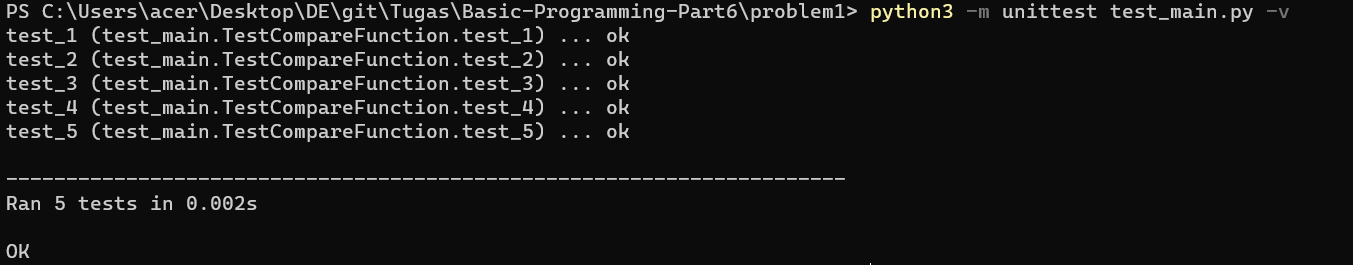 PS C:\Users\acer\Desktop\DE\git\Tugas\Basic-Programming-Part6\problem1> python3 -m unittest test_main.py -v
test_1 (test_main.TestCompareFunction.test_1) ... ok
test_2 (test_main.TestCompareFunction.test_2) ... ok
test_3 (test_main.TestCompareFunction.test_3) ... ok
test_4 (test_main.TestCompareFunction.test_4) ... ok
test_5 (test_main.TestCompareFunction.test_5) ... ok
----------------------------------------------------------------------
Ran 5 tests in 0.002s
OK